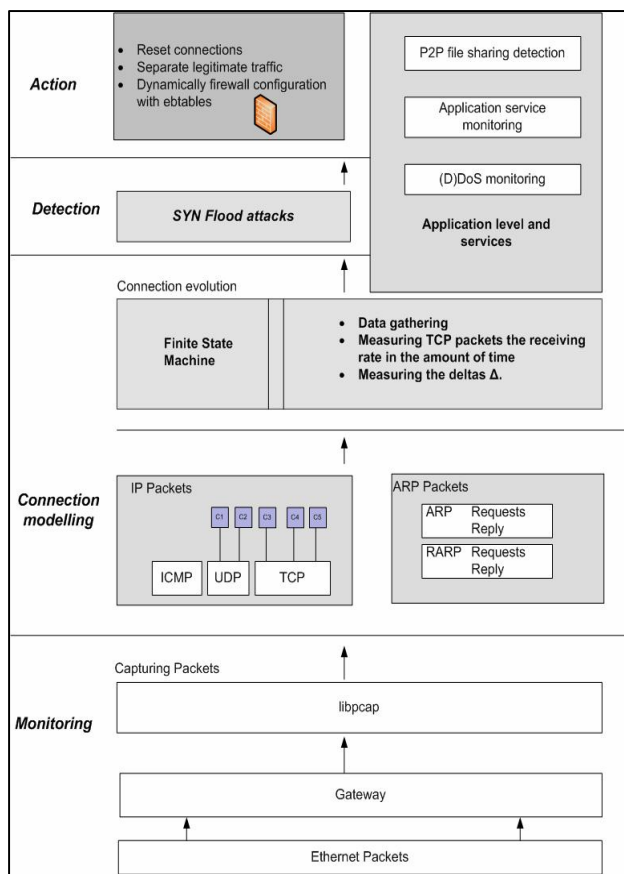 Action
• Reset connections
• Separate legitimate traffic
• Dynamically firewall configuration
with ebtables
P2P file sharing detection
Application service
monitoring
(D)DoS monitoring
Application level and
services
Detection
SYN Flood attacks
Connection evolution
Finite State
Machine
• Data gathering
• Measuring TCP packets the receiving
rate in the amount of time
• Measuring the deltas Δ.
Connection
modelling
IP Packets
C1 C2 C3 C4 C5
ICMP UDP TCP
ARP Packets
ARP Requests
Reply
RARP Requests
Reply
Monitoring
Capturing Packets
libpcap
Gateway
Ethernet Packets